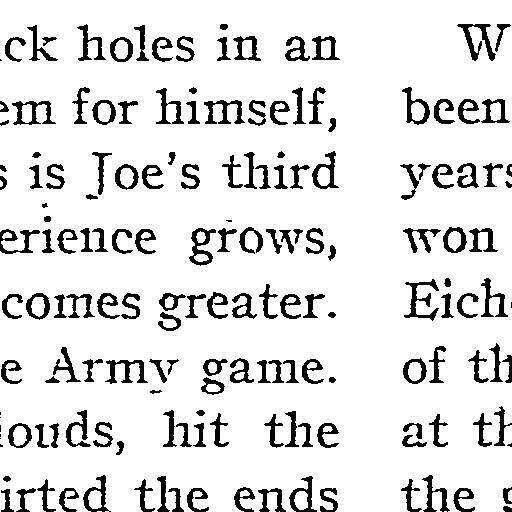 ck holes in an
em for himself,
s is Joe's third
erience grows,
comes greater.
e Army game.
louds, hit the
irted the ends
W
been
years
won
Eich
of th
at th
the g